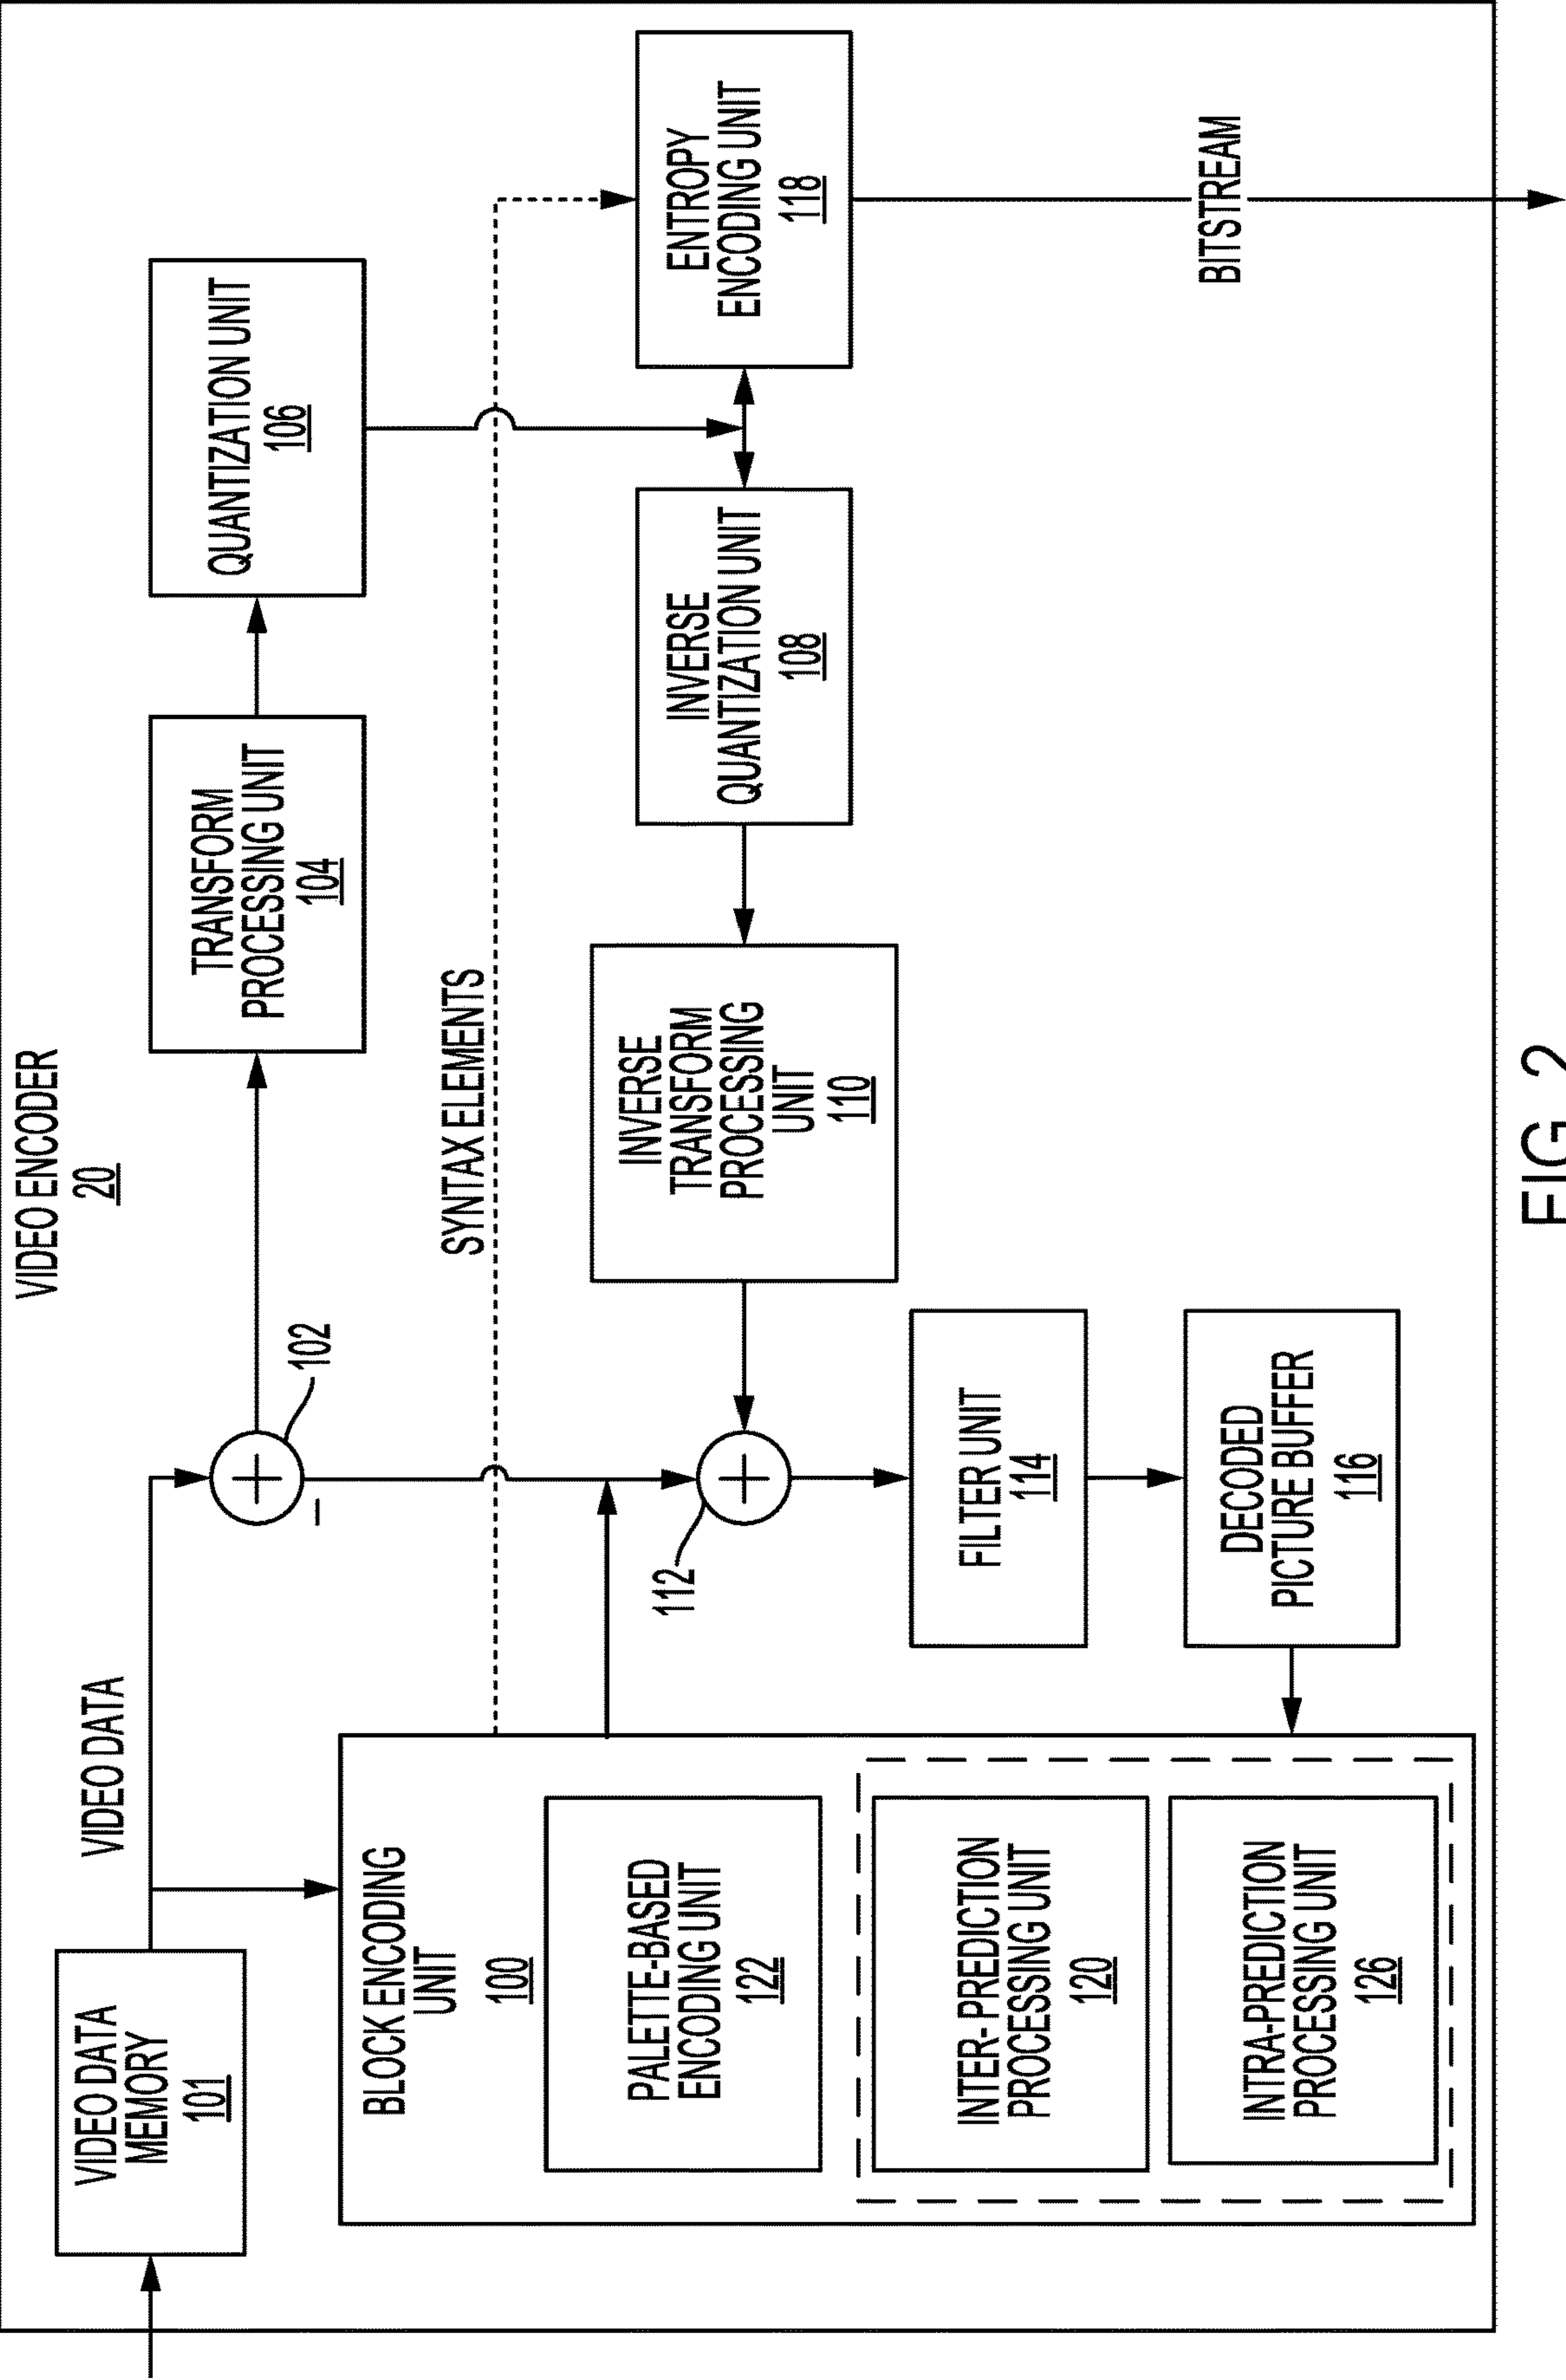 VIDEO ENCODER
20
VIDEO DATA
MEMORY
101
VIDEO DATA
102
TRANSFORM
PROCESSING UNIT
104
QUANTIZATION UNIT
106
BLOCK ENCODING
UNIT
100
SYNTAX ELEMENTS
PALETTE-BASED
ENCODING UNIT
122
INTER- PREDICTION
PROCESSING UNIT
120
INTRA-PREDICTION
PROCESSING UNIT
126
112
INVERSE
TRANSFORM
PROCESSING
UNIT
110
INVERSE
QUANTIZATION UNIT
108
ENTROPY
ENCODING UNIT
118
FILTER UNIT
114
DECODED
PICTURE BUFFER
116
BITSTREAM
FIG. 2